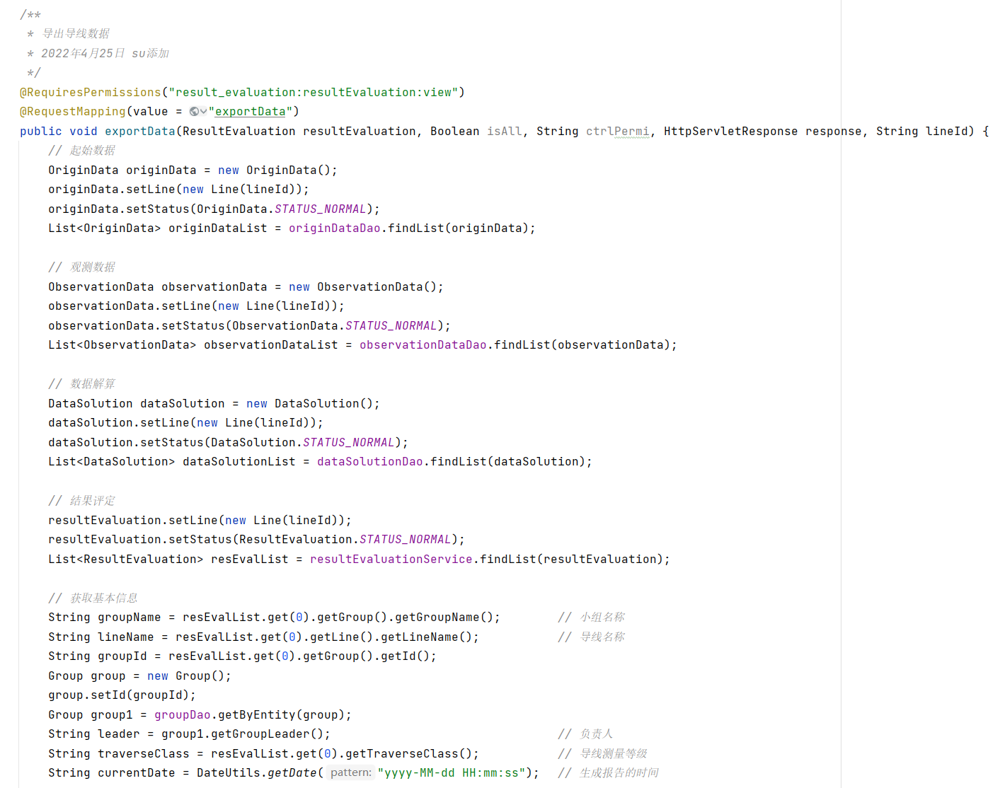 /**
 * 导出导线数据
 * 2022年4月25日 su添加
 */
@RequiresPermissions("result_evaluation:resultEvaluation:view")
@RequestMapping(value = "exportData")
public void exportData(ResultEvaluation resultEvaluation, Boolean isAll, String ctrlPermi, HttpServletResponse response, String lineId) {
    // 起始数据
    OriginData originData = new OriginData();
    originData.setLine(new Line(lineId));
    originData.setStatus(OriginData.STATUS_NORMAL);
    List<OriginData> originDataList = originDataDao.findList(originData);

    // 观测数据
    ObservationData observationData = new ObservationData();
    observationData.setLine(new Line(lineId));
    observationData.setStatus(ObservationData.STATUS_NORMAL);
    List<ObservationData> observationDataList = observationDataDao.findList(observationData);

    // 数据解算
    DataSolution dataSolution = new DataSolution();
    dataSolution.setLine(new Line(lineId));
    dataSolution.setStatus(DataSolution.STATUS_NORMAL);
    List<DataSolution> dataSolutionList = dataSolutionDao.findList(dataSolution);

    // 结果评定
    resultEvaluation.setLine(new Line(lineId));
    resultEvaluation.setStatus(ResultEvaluation.STATUS_NORMAL);
    List<ResultEvaluation> resEvalList = resultEvaluationService.findList(resultEvaluation);

    // 获取基本信息
    String groupName = resEvalList.get(0).getGroup().getGroupName();        // 小组名称
    String lineName = resEvalList.get(0).getLine().getLineName();           // 导线名称
    String groupId = resEvalList.get(0).getGroup().getId();
    Group group = new Group();
    group.setId(groupId);
    Group group1 = groupDao.getByEntity(group);
    String leader = group1.getGroupLeader();                                // 负责人
    String traverseClass = resEvalList.get(0).getTraverseClass();           // 导线测量等级
    String currentDate = DateUtils.getDate( pattern: "yyyy-MM-dd HH:mm:ss");   // 生成报告的时间